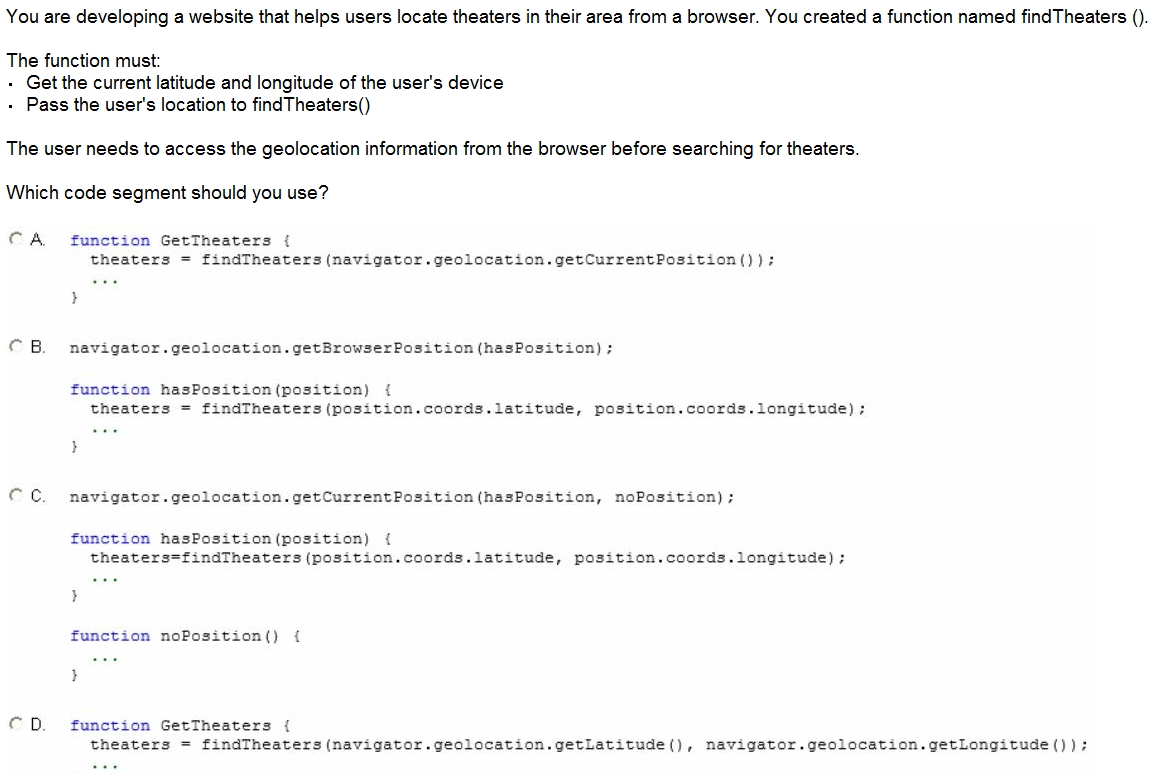 You are developing a website that helps users locate theaters in their area from a browser. You created a function named findTheaters ().
The function must:
· Get the current latitude and longitude of the user's device
· Pass the user's location to findTheaters()
The user needs to access the geolocation information from the browser before searching for theaters.
Which code segment should you use?
A. function GetTheaters {
theaters = findTheaters(navigator.geolocation.getCurrentPosition());
...
}
B. navigator.geolocation.getBrowserPosition(hasPosition);
function hasPosition(position) {
theaters = findTheaters(position.coords.latitude, position.coords.longitude);
...
}
C. navigator.geolocation.getCurrentPosition(hasPosition, noPosition);
function hasPosition(position) {
theaters=findTheaters(position.coords.latitude, position.coords.longitude);
...
}
function noPosition() {
...
}
D. function GetTheaters {
theaters = findTheaters(navigator.geolocation.getLatitude(), navigator.geolocation.getLongitude());
...